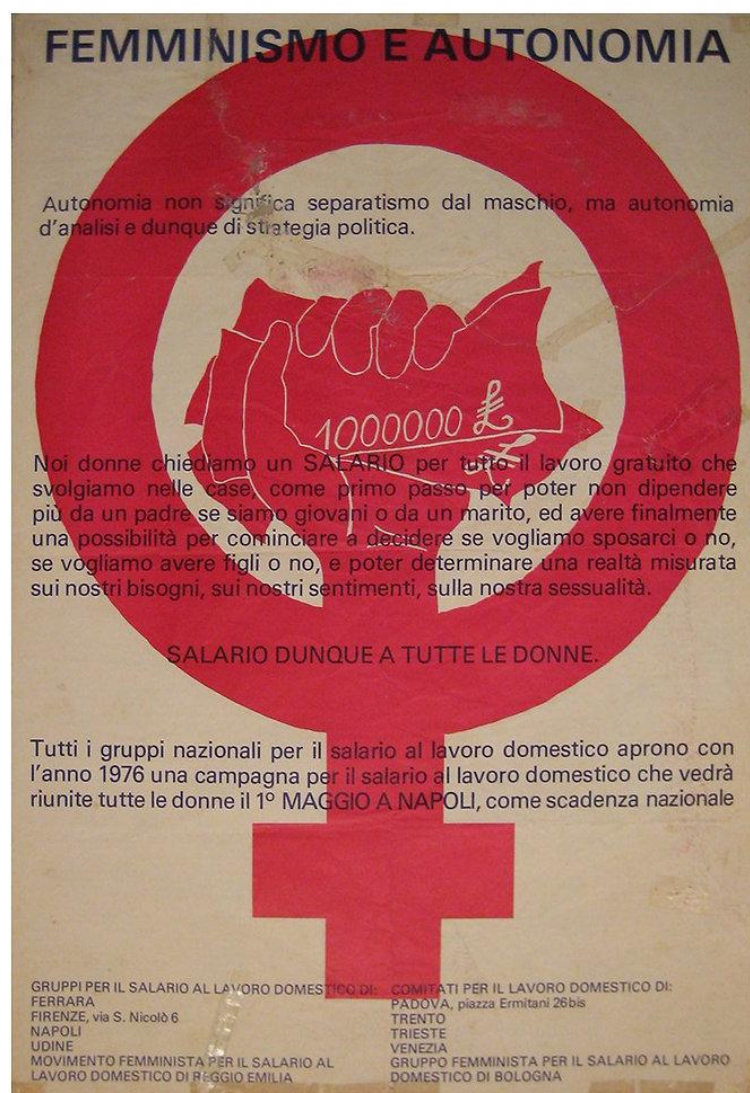 FEMMINISMO E AUTONOMIA
Autonomia non significa separatismo dal maschio, ma autonomia
d'analisi e dunque di strategia politica.
1000000 £
£
Noi donne chiediamo un SALARIO per tutto il lavoro gratuito che
svolgiamo nelle case, come primo passo per poter non dipendere
più da un padre se siamo giovani o da un marito, ed avere finalmente
una possibilità per cominciare a decidere se vogliamo sposarci o no,
se vogliamo avere figli o no, e poter determinare una realtà misurata
sui nostri bisogni, sui nostri sentimenti, sulla nostra sessualità.
SALARIO DUNQUE A TUTTE LE DONNE.
Tutti i gruppi nazionali per il salario al lavoro domestico aprono con
l'anno 1976 una campagna per il salario al lavoro domestico che vedrà
riunite tutte le donne il 1º MAGGIO A NAPOLI, come scadenza nazionale
GRUPPI PER IL SALARIO AL LAVORO DOMESTICO DI:
FERRARA
FIRENZE, via S. Nicolò 6
NAPOLI
UDINE
MOVIMENTO FEMMINISTA PER IL SALARIO AL
LAVORO DOMESTICO DI REGGIO EMILIA
COMITATI PER IL LAVORO DOMESTICO DI:
PADOVA, piazza Ermitani 26bis
TRENTO
TRIESTE
VENEZIA
GRUPPO FEMMINISTA PER IL SALARIO AL LAVORO
DOMESTICO DI BOLOGNA